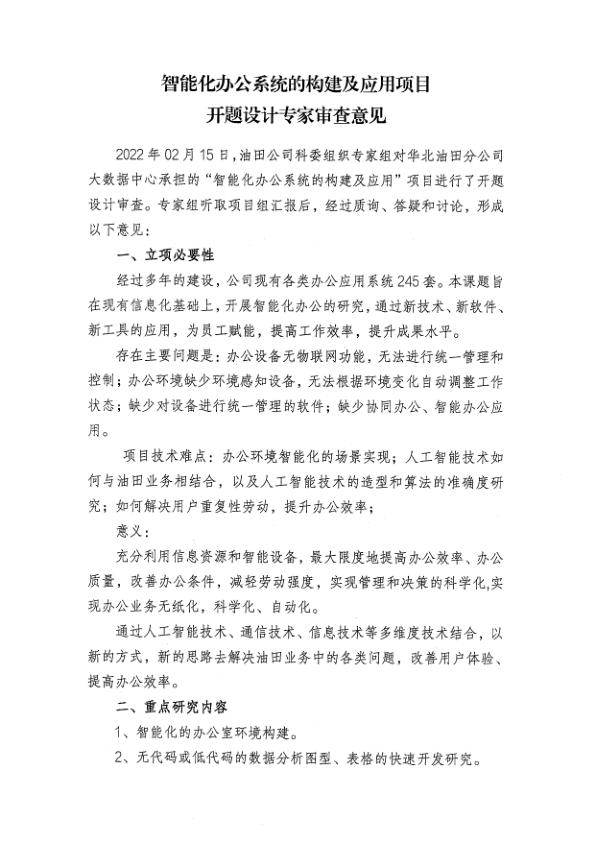 智能化办公系统的构建及应用项目
开题设计专家审查意见
2022 年 02 月 15 日,油田公司科委组织专家组对华北油田分公司
大数据中心承担的“智能化办公系统的构建及应用”项目进行了开题
设计审查。专家组听取项目组汇报后，经过质询、答疑和讨论，形成
以下意见：
一、立项必要性
经过多年的建设，公司现有各类办公应用系统 245 套。本课题旨
在现有信息化基础上，开展智能化办公的研究，通过新技术、新软件、
新工具的应用，为员工赋能，提高工作效率，提升成果水平。
存在主要问题是：办公设备无物联网功能，无法进行统一管理和
控制；办公环境缺少环境感知设备，无法根据环境变化自动调整工作
状态；缺少对设备进行统一管理的软件；缺少协同办公、智能办公应
用。
项目技术难点：办公环境智能化的场景实现；人工智能技术如
何与油田业务相结合，以及人工智能技术的造型和算法的准确度研
究；如何解决用户重复性劳动，提升办公效率；
意义：
充分利用信息资源和智能设备，最大限度地提高办公效率、办公
质量，改善办公条件，减轻劳动强度，实现管理和决策的科学化,实
现办公业务无纸化，科学化、自动化。
通过人工智能技术、通信技术、信息技术等多维度技术结合，以
新的方式，新的思路去解决油田业务中的各类问题，改善用户体验、
提高办公效率。
二、重点研究内容
1、智能化的办公室环境构建。
2、无代码或低代码的数据分析图型、表格的快速开发研究。